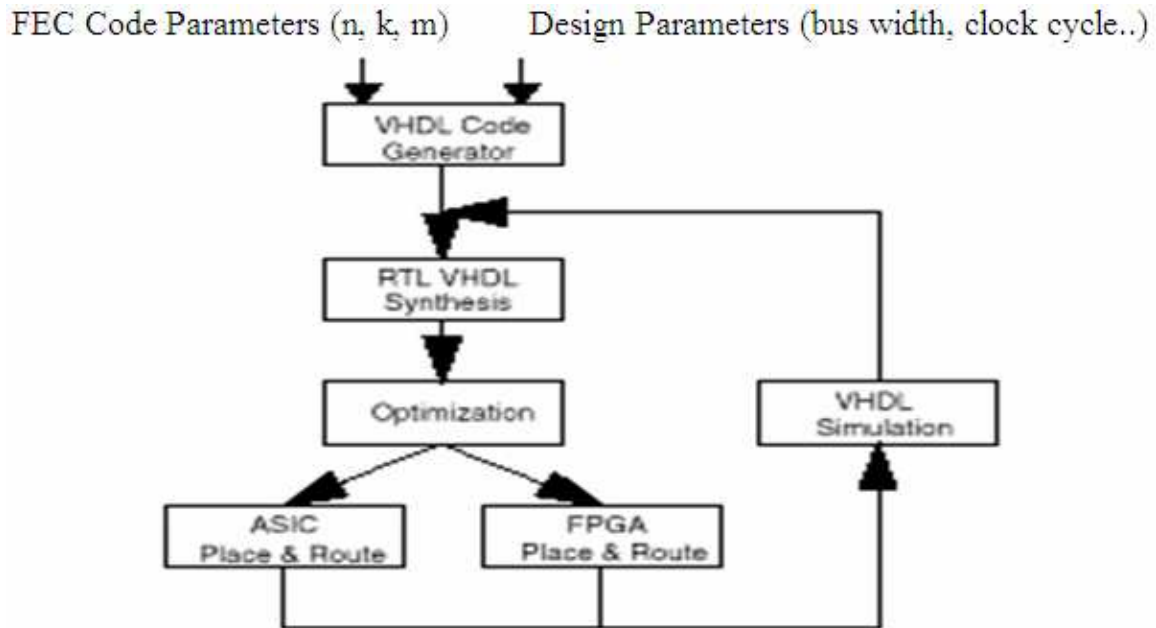 FEC Code Parameters (n, k, m) Design Parameters (bus width, clock cycle..)
VHDL Code
Generator
RTL VHDL
Synthesis
Optimization
VHDL
Simulation
ASIC
Place & Route
FPGA
Place & Route